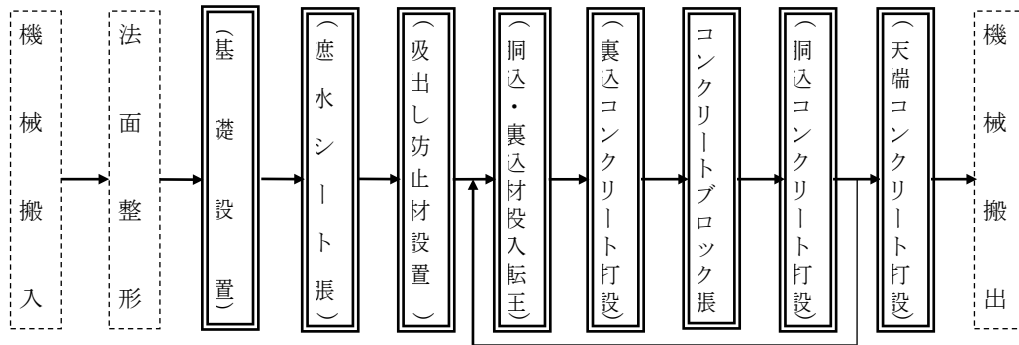 機械搬入
法面整形
(基礎設置)
(遮水シート張)
(吸出し防止材設置)
(胴込・裏込材投入転圧)
(裏込コンクリート打設)
コンクリートブロック張
(胴込コンクリート打設)
(天端コンクリート打設)
機械搬出